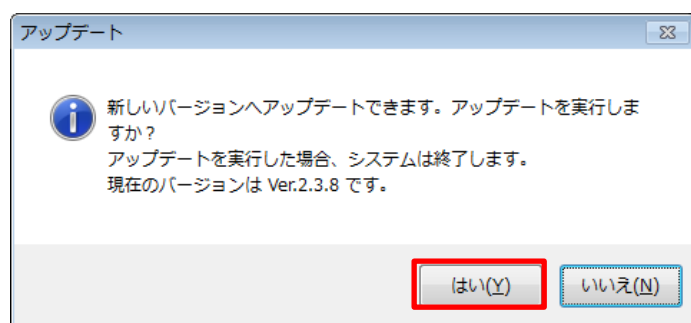 アップデート
新しいバージョンへアップデートできます。アップデートを実行しま
すか？
アップデートを実行した場合、システムは終了します。
現在のバージョンは Ver.2.3.8 です。
はい(Y) いいえ(N)